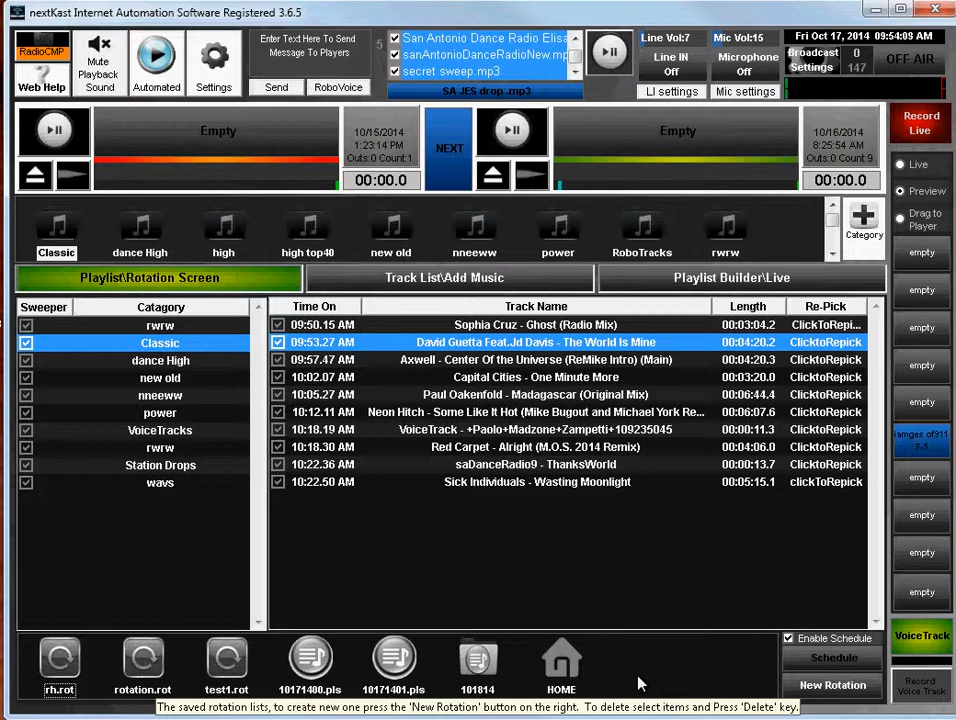 nextKast Internet Automation Software Registered 3.6.5
RadioCMP
Web Help
Mute
Playback
Sound
Automated
Settings
Enter Text Here To Send
Message To Players
5
Send
RoboVoice
San Antonio Dance Radio Elissa
sanAntonioDanceRadioNew.mp
secret sweep.mp3
SA JES drop .mp3
Line Vol:7
Line IN
Off
LI settings
Mic Vol:15
Microphone
Off
Mic settings
Fri Oct 17, 2014 9:54:09 AM
Broadcast
Settings
0
147
OFF AIR
Empty
10/15/2014
1:23:14 PM
Outs:0 Count:1
00:00.0
NEXT
Empty
10/16/2014
8:25:54 AM
Outs:0 Count:9
00:00.0
Record
Live
Live
Preview
Drag to
Player
Classic
dance High
high
high top40
new old
nneeww
power
RoboTracks
rwrw
Category
Playlist\Rotation Screen
Track List\Add Music
Playlist Builder\Live
Sweeper Catagory
rwrw
Classic
dance High
new old
nneeww
power
VoiceTracks
rwrw
Station Drops
wavs
Time On Track Name Length Re-Pick
09:50.15 AM Sophia Cruz - Ghost (Radio Mix) 00:03:04.2 ClickToRepi...
09:53.27 AM David Guetta Feat.Jd Davis - The World Is Mine 00:04:20.2 ClicktoRepick
09:57.47 AM Axwell - Center Of the Universe (ReMike Intro) (Main) 00:04:20.3 ClicktoRepick
10:02.07 AM Capital Cities - One Minute More 00:03:20.0 ClicktoRepick
10:05.27 AM Paul Oakenfold - Madagascar (Original Mix) 00:06:44.4 ClicktoRepick
10:12.11 AM Neon Hitch - Some Like It Hot (Mike Bugout and Michael York Re... 00:06:07.6 ClicktoRepick
10:18.19 AM VoiceTrack - +Paolo+Madzone+Zampetti+109235045 00:00:11.3 ClicktoRepick
10:18.30 AM Red Carpet - Alright (M.O.S. 2014 Remix) 00:04:06.0 ClicktoRepick
10:22.36 AM saDanceRadio9 - ThanksWorld 00:00:13.7 ClicktoRepick
10:22.50 AM Sick Individuals - Wasting Moonlight 00:05:15.1 clickToRepick
empty
empty
empty
empty
empty
iamges of911
F-5
empty
empty
empty
empty
VoiceTrack
Record
Voice Track
rh.rot
rotation.rot
test1.rot
10171400.pls
10171401.pls
101814
HOME
Enable Schedule
Schedule
New Rotation
The saved rotation lists, to create new one press the 'New Rotation' button on the right. To delete select items and Press 'Delete' key.